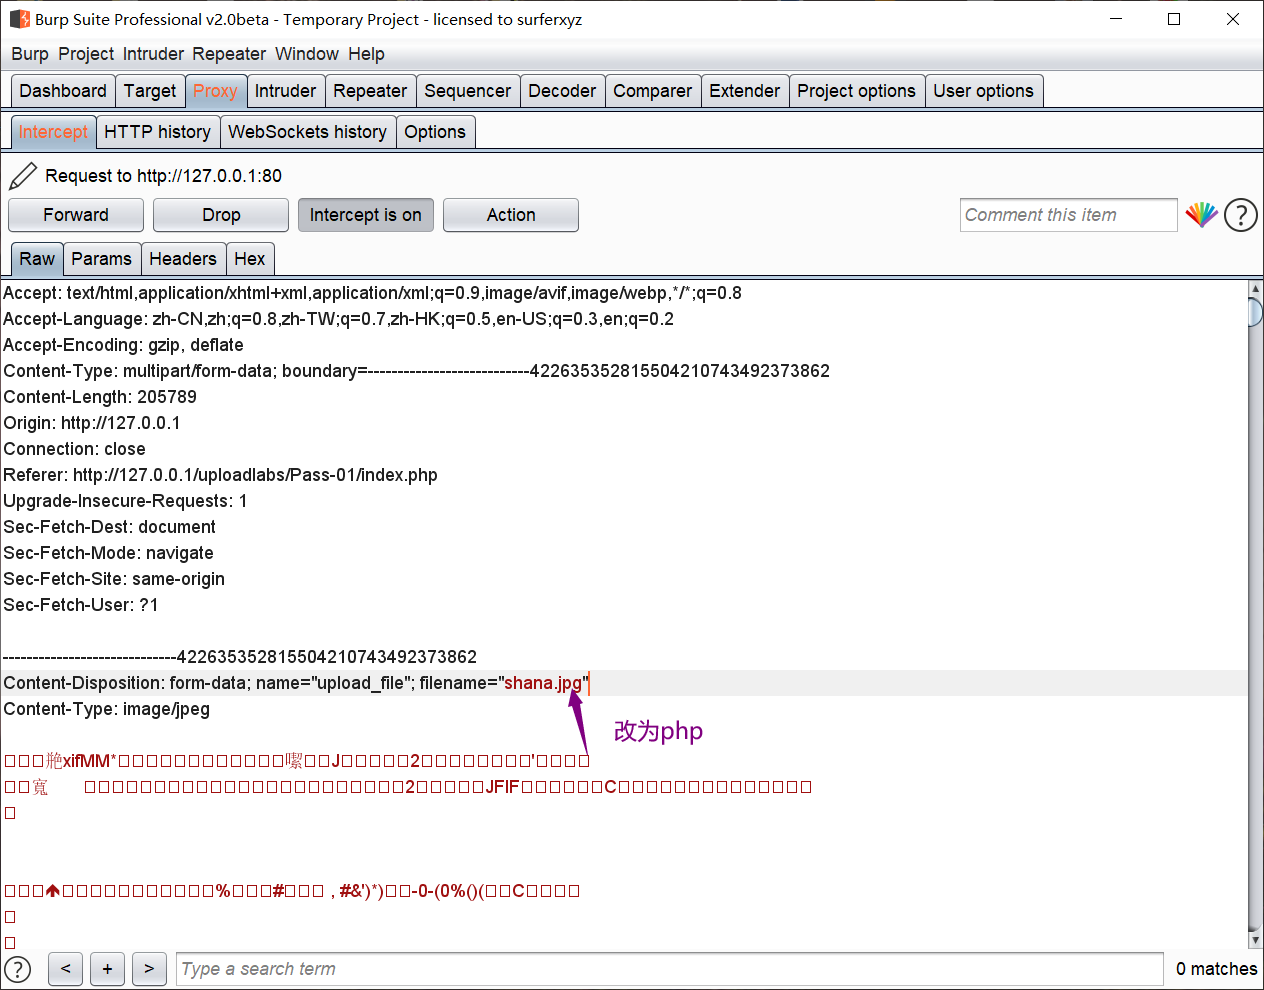 Burp Suite Professional v2.0beta - Temporary Project - licensed to surferxyz
Burp Project Intruder Repeater Window Help
Dashboard Target Proxy Intruder Repeater Sequencer Decoder Comparer Extender Project options User options
Intercept HTTP history WebSockets history Options
Request to http://127.0.0.1:80
Forward Drop Intercept is on Action Comment this item ?
Raw Params Headers Hex
Accept: text/html,application/xhtml+xml,application/xml;q=0.9,image/avif,image/webp,*/*;q=0.8
Accept-Language: zh-CN,zh;q=0.8,zh-TW;q=0.7,zh-HK;q=0.5,en-US;q=0.3,en;q=0.2
Accept-Encoding: gzip, deflate
Content-Type: multipart/form-data; boundary=---------------------------422635352815504210743492373862
Content-Length: 205789
Origin: http://127.0.0.1
Connection: close
Referer: http://127.0.0.1/uploadlabs/Pass-01/index.php
Upgrade-Insecure-Requests: 1
Sec-Fetch-Dest: document
Sec-Fetch-Mode: navigate
Sec-Fetch-Site: same-origin
Sec-Fetch-User: ?1
-----------------------------422635352815504210743492373862
Content-Disposition: form-data; name="upload_file"; filename="shana.jpg"
Content-Type: image/jpeg
改为php
xifMM* J 2 '
2 JFIF C
% # , #&')*) -0-(0%()( C
? < + > Type a search term 0 matches